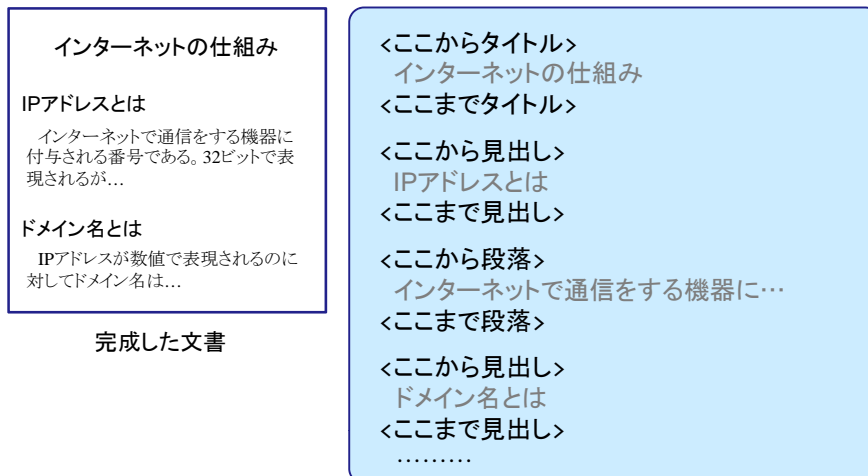 インターネットの仕組み
IPアドレスとは
インターネットで通信をする機器に
付与される番号である。32ビットで表
現されるが…
ドメイン名とは
IPアドレスが数値で表現されるのに
対してドメイン名は…
完成した文書
<ここからタイトル>
インターネットの仕組み
<ここまでタイトル>
<ここから見出し>
IPアドレスとは
<ここまで見出し>
<ここから段落>
インターネットで通信をする機器に…
<ここまで段落>
<ここから見出し>
ドメイン名とは
<ここまで見出し>
………